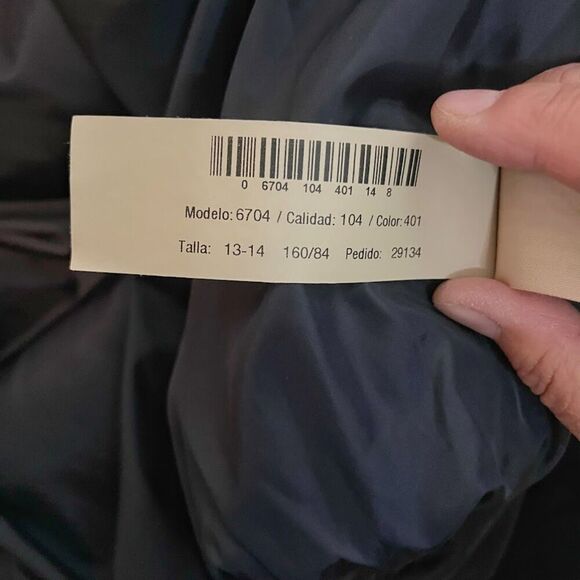 0 6704 104 401 14 8
Modelo: 6704 / Calidad: 104 / Color: 401
Talla: 13-14 160/84 Pedido: 29134